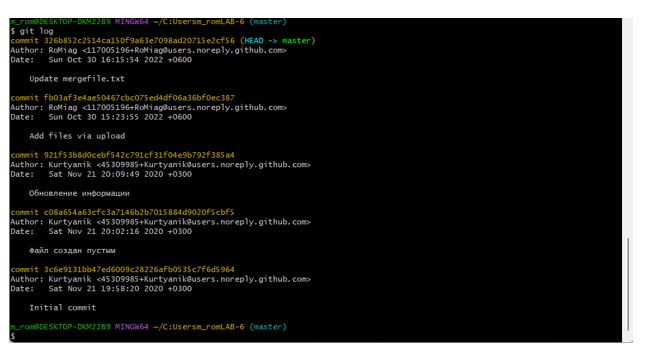 m_rom@DESKTOP-DKM22B9 MINGW64 ~/C:Usersm_romLAB-6 (master)
$ git log
commit 326b852c2514ca150f9a63e7098ad20715e2cf56 (HEAD -> master)
Author: RoMiag <117005196+RoMiag@users.noreply.github.com>
Date:   Sun Oct 30 16:15:54 2022 +0600
Update mergefile.txt
commit fb03af3e4ae50467cbc075ed4df06a36bf0ec387
Author: RoMiag <117005196+RoMiag@users.noreply.github.com>
Date:   Sun Oct 30 15:23:55 2022 +0600
Add files via upload
commit 921f53b8d0cebf542c791cf31f04e9b792f385a4
Author: Kurtyanik <45309985+Kurtyanik@users.noreply.github.com>
Date:   Sat Nov 21 20:09:49 2020 +0300
Обновление информации
commit c08a654a63cfc3a7146b2b7015884d9020f5cbf5
Author: Kurtyanik <45309985+Kurtyanik@users.noreply.github.com>
Date:   Sat Nov 21 20:02:16 2020 +0300
Файл создан пустым
commit 3c6e9131bb47ed6009c28226afb0535c7f6d5964
Author: Kurtyanik <45309985+Kurtyanik@users.noreply.github.com>
Date:   Sat Nov 21 19:58:20 2020 +0300
Initial commit
m_rom@DESKTOP-DKM22B9 MINGW64 ~/C:Usersm_romLAB-6 (master)
$